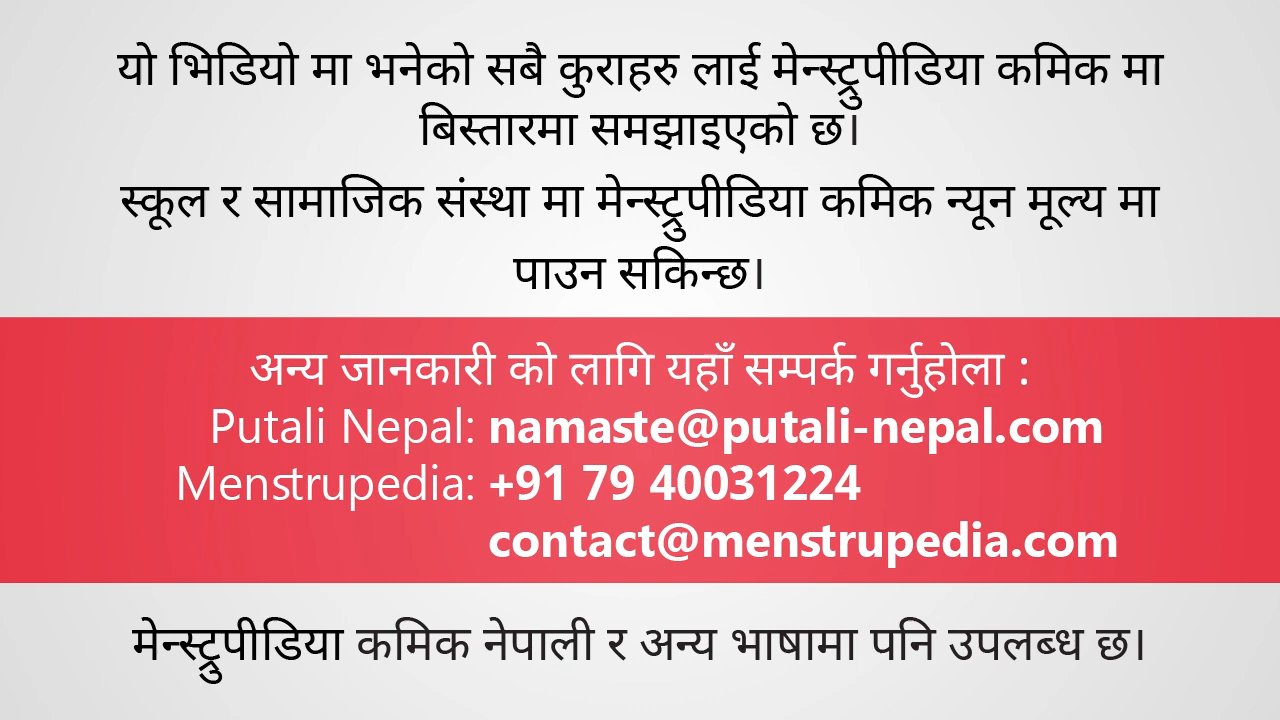 यो भिडियो मा भनेको सबै कुराहरु लाई मेन्स्ट्रुपीडिया कमिक मा
बिस्तारमा समझाइएको छ।
स्कूल र सामाजिक संस्था मा मेन्स्ट्रुपीडिया कमिक न्यून मूल्य मा
पाउन सकिन्छ।
अन्य जानकारी को लागि यहाँ सम्पर्क गर्नुहोला :
Putali Nepal: namaste@putali-nepal.com
Menstrupedia: +91 79 40031224
contact@menstrupedia.com
मेन्स्ट्रुपीडिया कमिक नेपाली र अन्य भाषामा पनि उपलब्ध छ।